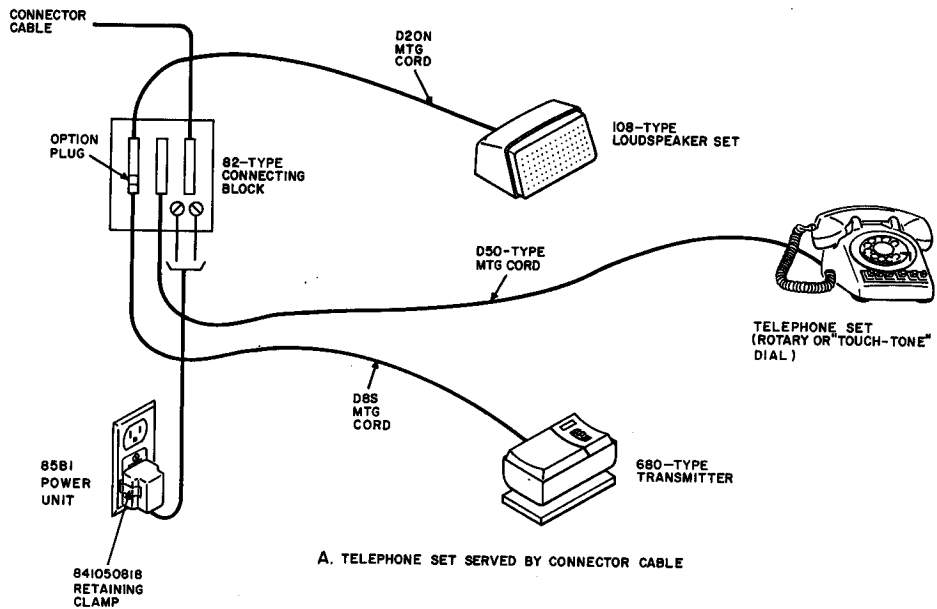 CONNECTOR
CABLE
D20N
MTG
CORD
108-TYPE
LOUDSPEAKER SET
OPTION
PLUG
82-TYPE
CONNECTING
BLOCK
D50-TYPE
MTG CORD
TELEPHONE SET
(ROTARY OR "TOUCH-TONE"
DIAL)
D8S
MTG
CORD
85B1
POWER
UNIT
680-TYPE
TRANSMITTER
A. TELEPHONE SET SERVED BY CONNECTOR CABLE
841050818
RETAINING
CLAMP